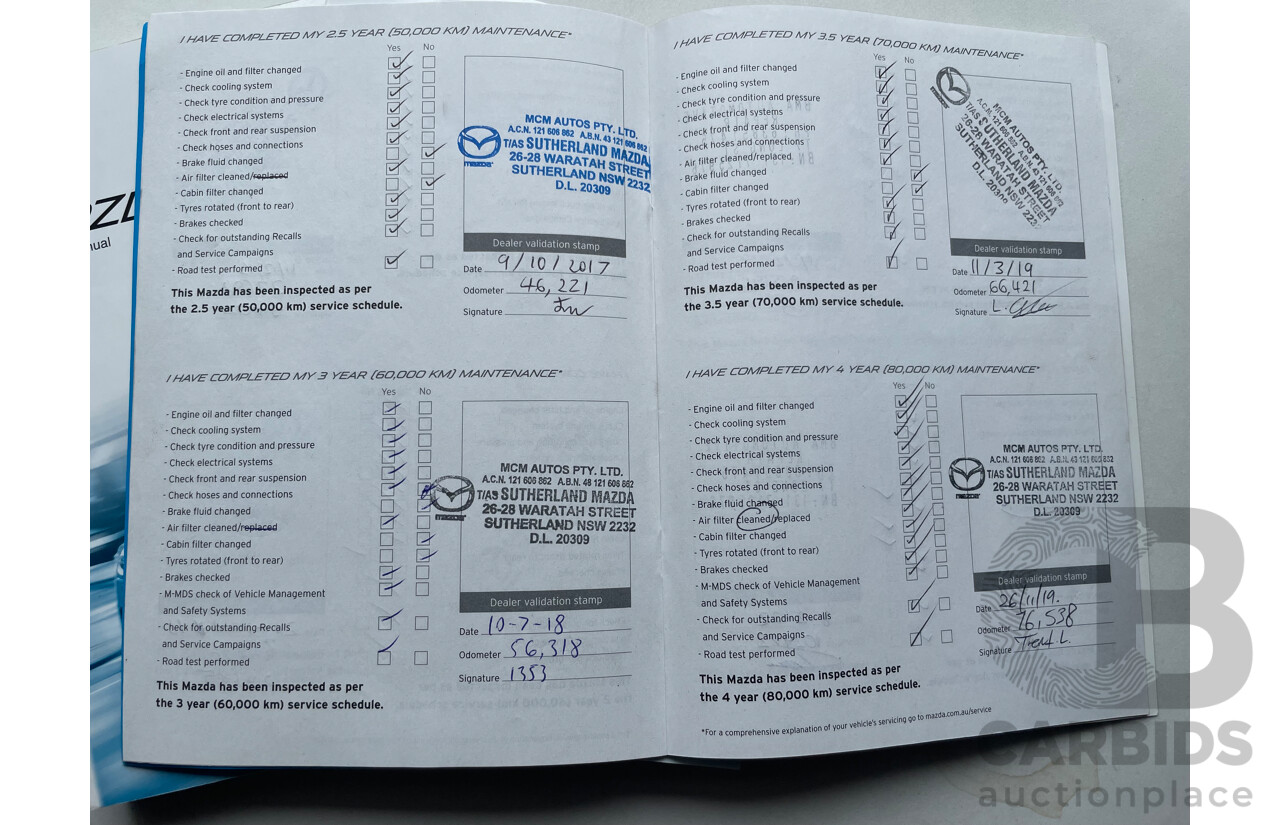 I HAVE COMPLETED MY 2.5 YEAR (50,000 KM) MAINTENANCE*
Yes No
- Engine oil and filter changed
- Check cooling system
- Check tyre condition and pressure
- Check electrical systems
- Check front and rear suspension
- Check hoses and connections
- Brake fluid changed
- Air filter cleaned/replaced
- Cabin filter changed
- Tyres rotated (front to rear)
- Brakes checked
- Check for outstanding Recalls
and Service Campaigns
- Road test performed
This Mazda has been inspected as per
the 2.5 year (50,000 km) service schedule.
MCM AUTOS PTY. LTD.
A.C.N. 121 606 862 A.B.N. 43 121 606 862
T/AS SUTHERLAND MAZDA
26-28 WARATAH STREET
SUTHERLAND NSW 2232
D.L. 20309
mazda
Dealer validation stamp
Date 9/10/2017
Odometer 46,221
Signature
I HAVE COMPLETED MY 3 YEAR (60,000 KM) MAINTENANCE*
Yes No
- Engine oil and filter changed
- Check cooling system
- Check tyre condition and pressure
- Check electrical systems
- Check front and rear suspension
- Check hoses and connections
- Brake fluid changed
- Air filter cleaned/replaced
- Cabin filter changed
- Tyres rotated (front to rear)
- Brakes checked
- M-MDS check of Vehicle Management
and Safety Systems
- Check for outstanding Recalls
and Service Campaigns
- Road test performed
This Mazda has been inspected as per
the 3 year (60,000 km) service schedule.
MCM AUTOS PTY. LTD.
A.C.N. 121 606 862 A.B.N. 48 121 606 862
T/AS SUTHERLAND MAZDA
26-28 WARATAH STREET
SUTHERLAND NSW 2232
D.L. 20309
Dealer validation stamp
Date 10-7-18
Odometer 56,318
Signature 1353
I HAVE COMPLETED MY 3.5 YEAR (70,000 KM) MAINTENANCE*
Yes No
- Engine oil and filter changed
- Check cooling system
- Check tyre condition and pressure
- Check electrical systems
- Check front and rear suspension
- Check hoses and connections
- Air filter cleaned/replaced
- Brake fluid changed
- Cabin filter changed
- Tyres rotated (front to rear)
- Brakes checked
- Check for outstanding Recalls
and Service Campaigns
- Road test performed
This Mazda has been inspected as per
the 3.5 year (70,000 km) service schedule.
MCM AUTOS PTY. LTD.
A.C.N. 121 606 862 A.B.N. 43 121 606 862
T/AS SUTHERLAND MAZDA
26-28 WARATAH STREET
SUTHERLAND NSW 2232
D.L. 20309
Dealer validation stamp
Date 11/3/19
Odometer 66,421
Signature L.
I HAVE COMPLETED MY 4 YEAR (80,000 KM) MAINTENANCE*
Yes No
- Engine oil and filter changed
- Check cooling system
- Check tyre condition and pressure
- Check electrical systems
- Check front and rear suspension
- Check hoses and connections
- Brake fluid changed
- Air filter cleaned/replaced
- Cabin filter changed
- Tyres rotated (front to rear)
- Brakes checked
- M-MDS check of Vehicle Management
and Safety Systems
- Check for outstanding Recalls
and Service Campaigns
- Road test performed
This Mazda has been inspected as per
the 4 year (80,000 km) service schedule.
MCM AUTOS PTY. LTD.
A.C.N. 121 606 862 A.B.N. 43 121 606 862
T/AS SUTHERLAND MAZDA
26-28 WARATAH STREET
SUTHERLAND NSW 2232
D.L. 20309
Dealer validation stamp
Date 26/11/19.
Odometer 76,538
Signature
*For a comprehensive explanation of your vehicle's servicing go to mazda.com.au/service
CARBIDS
auctionplace